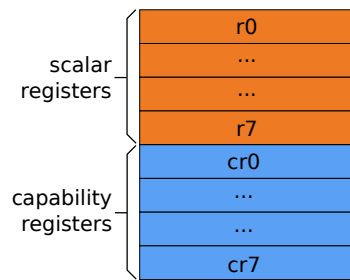 scalar
registers
r0
...
...
r7
capability
registers
cr0
...
...
cr7